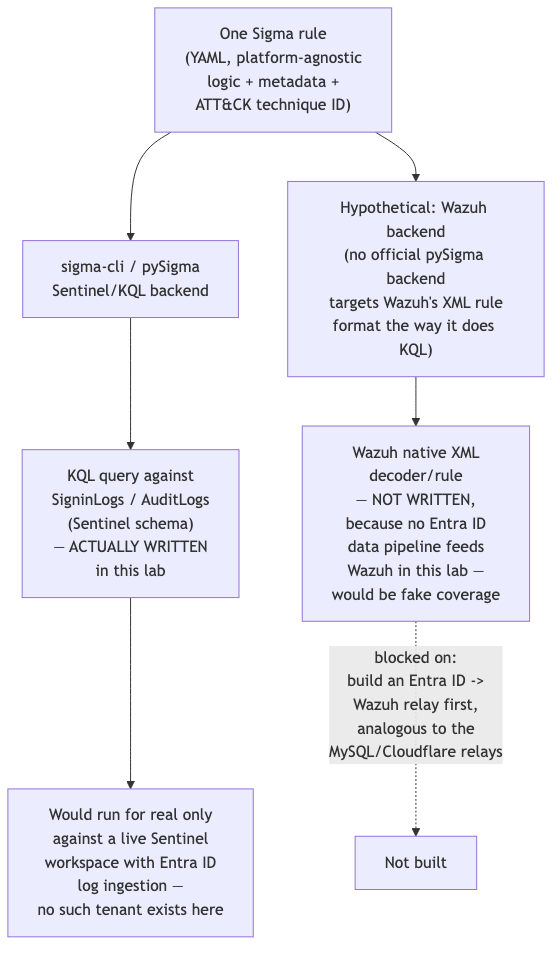 One Sigma rule
(YAML, platform-agnostic
logic + metadata +
ATT&CK technique ID)
sigma-cli / pySigma
Sentinel/KQL backend
Hypothetical: Wazuh
backend
(no official pySigma
backend
targets Wazuh's XML rule
format the way it does
KQL)
KQL query against
SigninLogs / AuditLogs
(Sentinel schema)
— ACTUALLY WRITTEN
in this lab
Wazuh native XML
decoder/rule
— NOT WRITTEN,
because no Entra ID
data pipeline feeds
Wazuh in this lab —
would be fake coverage
blocked on:
build an Entra ID ->
Wazuh relay first,
analogous to the
MySQL/Cloudflare relays
Would run for real only
against a live Sentinel
workspace with Entra ID
log ingestion —
no such tenant exists here
Not built